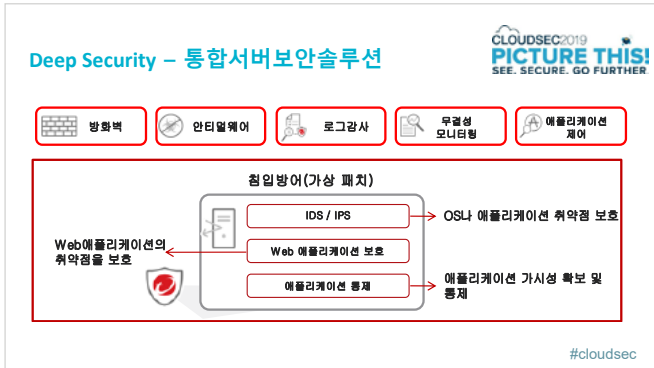 CLOUDSEC2019
PICTURE THIS!
SEE. SECURE. GO FURTHER
Deep Security – 통합서버보안솔루션
방화벽
안티멀웨어
로그감사
무결성
모니터링
애플리케이션
제어
침입방어(가상 패치)
IDS / IPS
OS나 애플리케이션 취약점 보호
Web애플리케이션의
취약점을 보호
Web 애플리케이션 보호
애플리케이션 통제
애플리케이션 가시성 확보 및
통제
#cloudsec